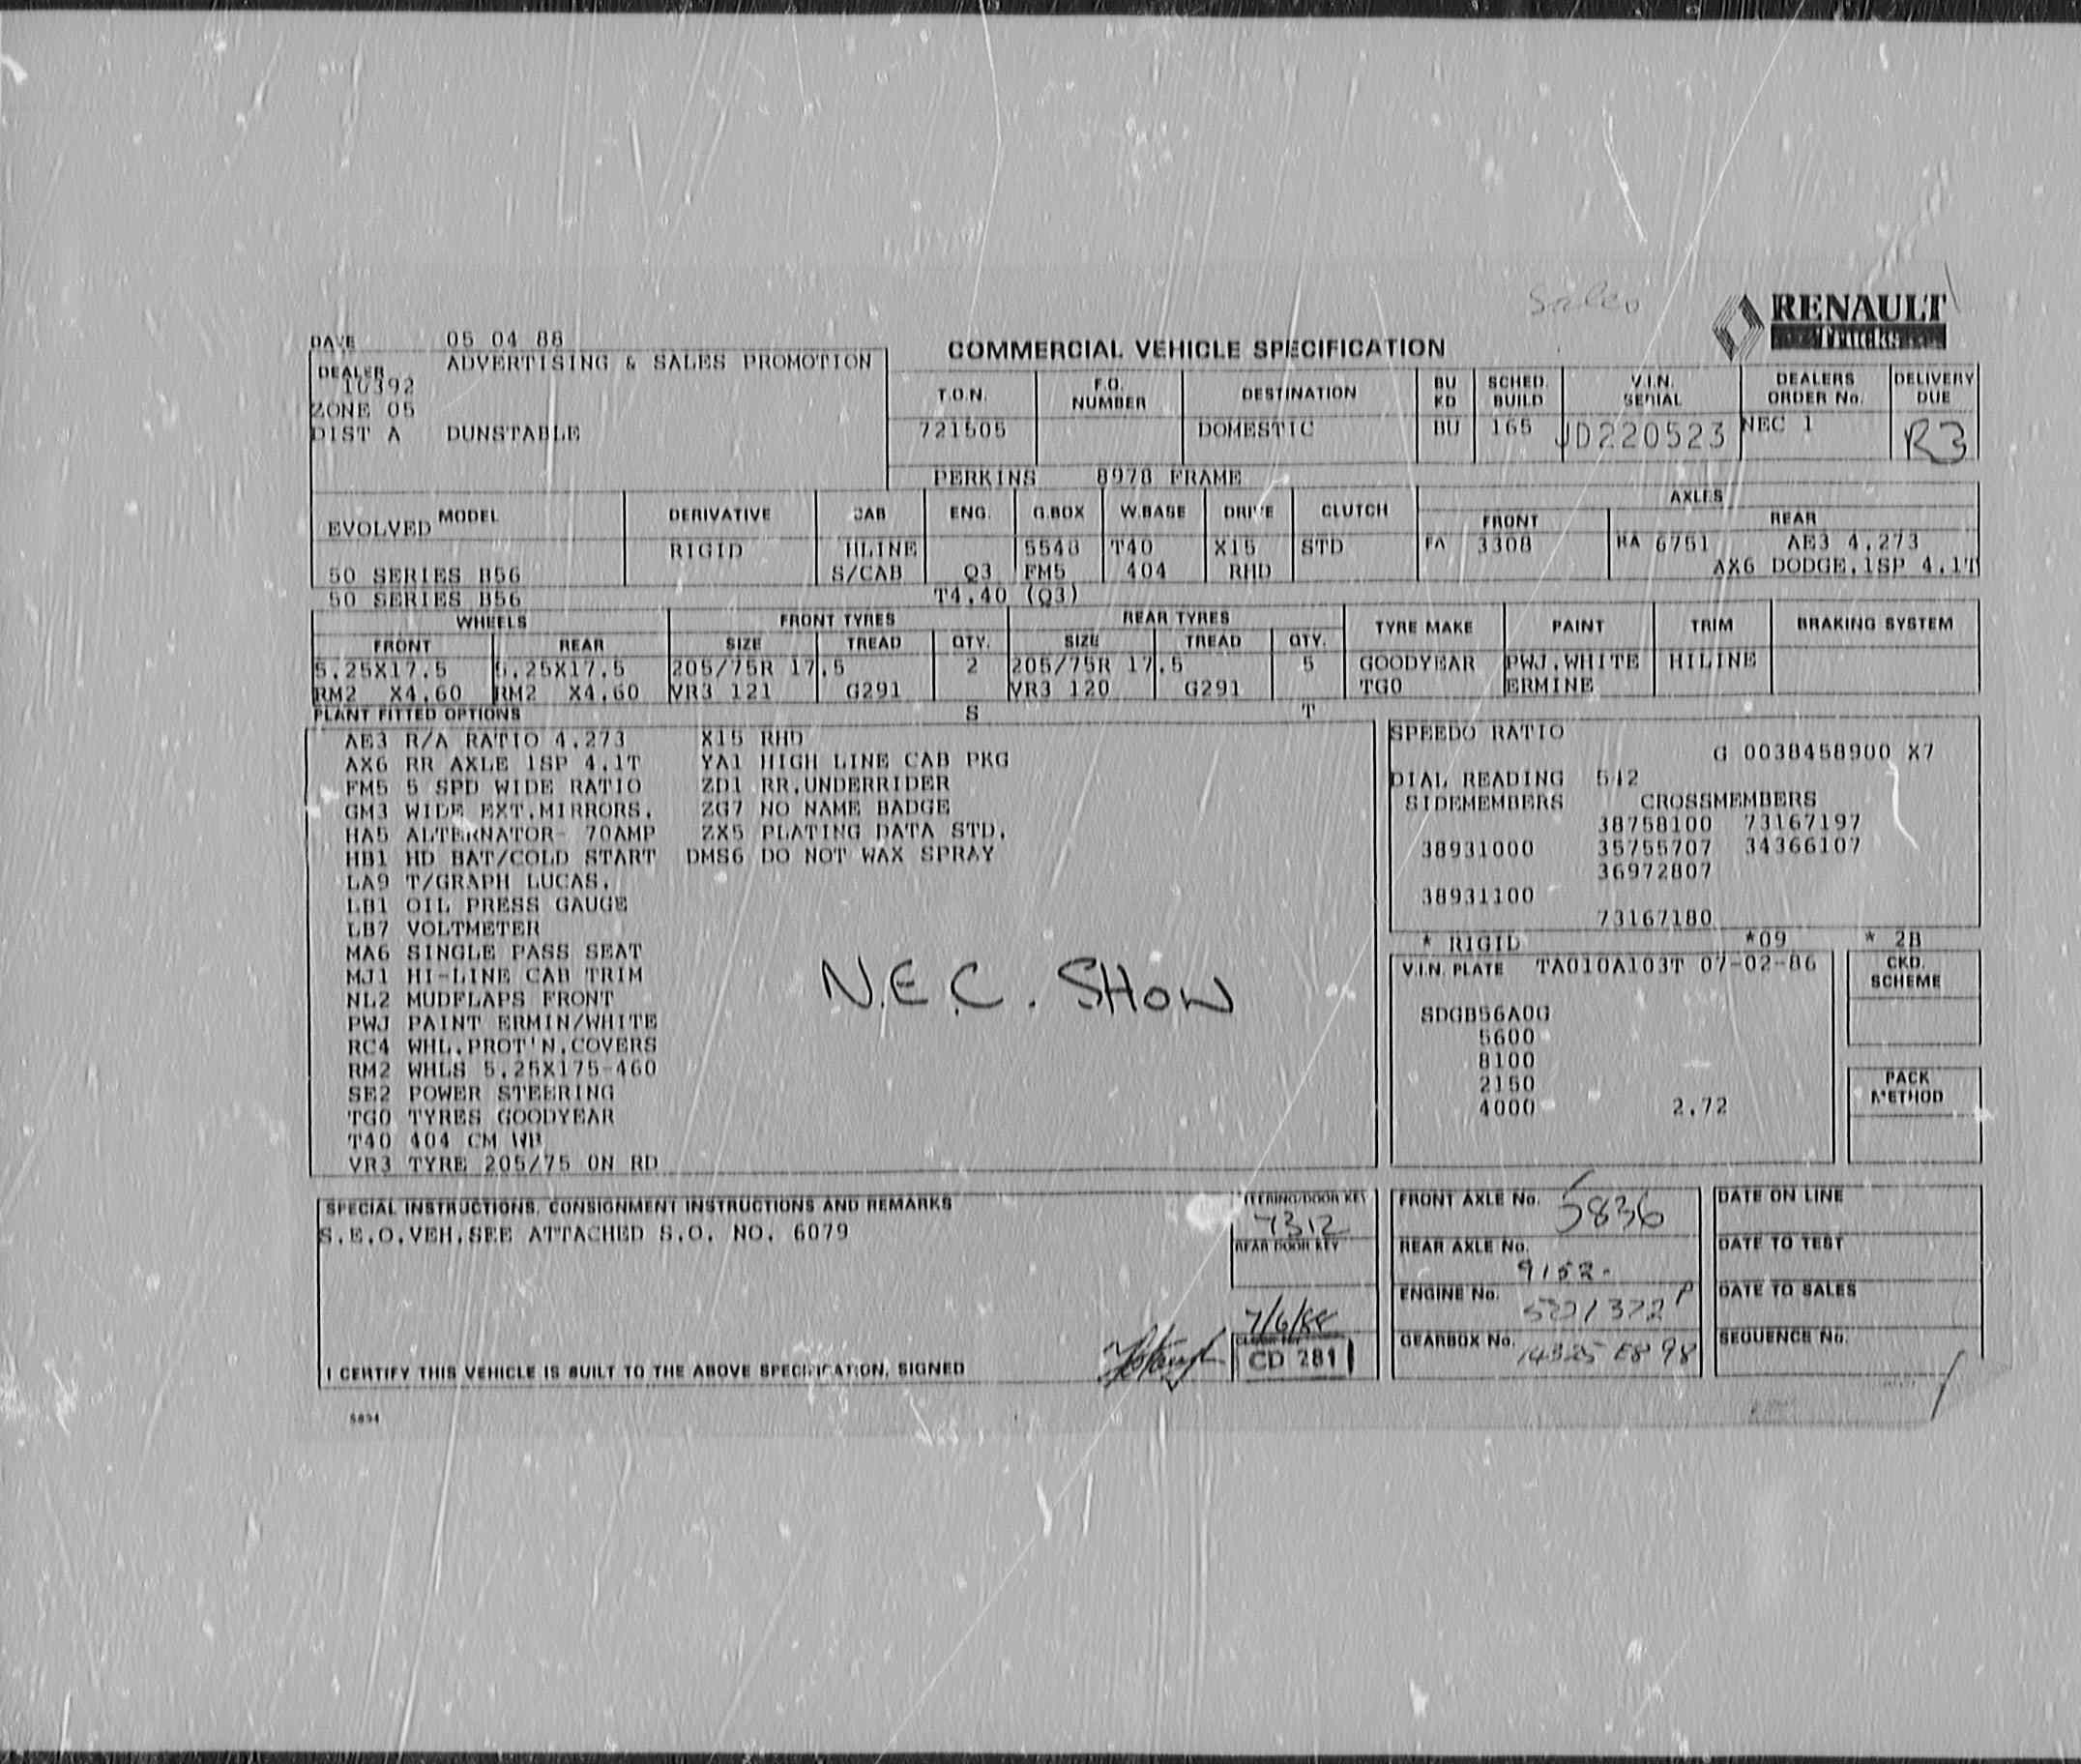 Sales
RENAULT
Trucks
DATE 05 04 88
COMMERCIAL VEHICLE SPECIFICATION
DEALER ADVERTISING & SALES PROMOTION
10392
ZONE 05
DIST A DUNSTABLE
T.O.N. F.O. NUMBER DESTINATION BU KD SCHED. BUILD V.I.N. SERIAL DEALERS ORDER No. DELIVERY DUE
721505 DOMESTIC BU 165 JD220523 NEC 1 R3
PERKINS 8978 FRAME
MODEL DERIVATIVE CAB ENG. G.BOX W.BASE DRIVE CLUTCH AXLES
FRONT REAR
EVOLVED
RIGID HLINE 5548 T40 X15 STD FA 3308 RA 6751 AE3 4.273
50 SERIES B56 S/CAB Q3 FM5 404 RHD AX6 DODGE.1SP 4.1T
50 SERIES B56 T4.40 (Q3)
WHEELS FRONT TYRES REAR TYRES TYRE MAKE PAINT TRIM BRAKING SYSTEM
FRONT REAR SIZE TREAD QTY. SIZE TREAD QTY.
5.25X17.5 5.25X17.5 205/75R 17.5 2 205/75R 17.5 5 GOODYEAR PWJ.WHITE HILINE
RM2 X4.60 RM2 X4.60 VR3 121 G291 VR3 120 G291 TG0 ERMINE
PLANT FITTED OPTIONS S T
AE3 R/A RATIO 4.273 X15 RHD
AX6 RR AXLE 1SP 4.1T YA1 HIGH LINE CAB PKG
FM5 5 SPD WIDE RATIO ZD1 RR.UNDERRIDER
GM3 WIDE EXT.MIRRORS. ZG7 NO NAME BADGE
HA5 ALTERNATOR- 70AMP ZX5 PLATING DATA STD.
HB1 HD BAT/COLD START DMS6 DO NOT WAX SPRAY
LA9 T/GRAPH LUCAS.
LB1 OIL PRESS GAUGE
LB7 VOLTMETER
MA6 SINGLE PASS SEAT
MJ1 HI-LINE CAB TRIM
NL2 MUDFLAPS FRONT
PWJ PAINT ERMIN/WHITE
RC4 WHL.PROT'N.COVERS
RM2 WHLS 5.25X175-460
SE2 POWER STEERING
TG0 TYRES GOODYEAR
T40 404 CM WB
VR3 TYRE 205/75 ON RD
N.E.C. SHOW
SPEEDO RATIO
G 0038458900 X7
DIAL READING 542
SIDEMEMBERS CROSSMEMBERS
38758100 73167197
38931000 35755707 34366107
36972807
38931100
73167180
* RIGID *09 * 2B
V.I.N. PLATE TA010A103T 07-02-86
SDGB56A0G
5600
8100
2150
4000 2.72
CKD. SCHEME
PACK METHOD
SPECIAL INSTRUCTIONS, CONSIGNMENT INSTRUCTIONS AND REMARKS
S.E.O.VEH.SEE ATTACHED S.O. NO. 6079
STEERING/DOOR KEY
7312
REAR DOOR KEY
7/6/88
CD 281
I CERTIFY THIS VEHICLE IS BUILT TO THE ABOVE SPECIFICATION. SIGNED
FRONT AXLE No. 5836
REAR AXLE No. 9152.
ENGINE No.
GEARBOX No.
DATE ON LINE
DATE TO TEST
DATE TO SALES
SEQUENCE No.
5894